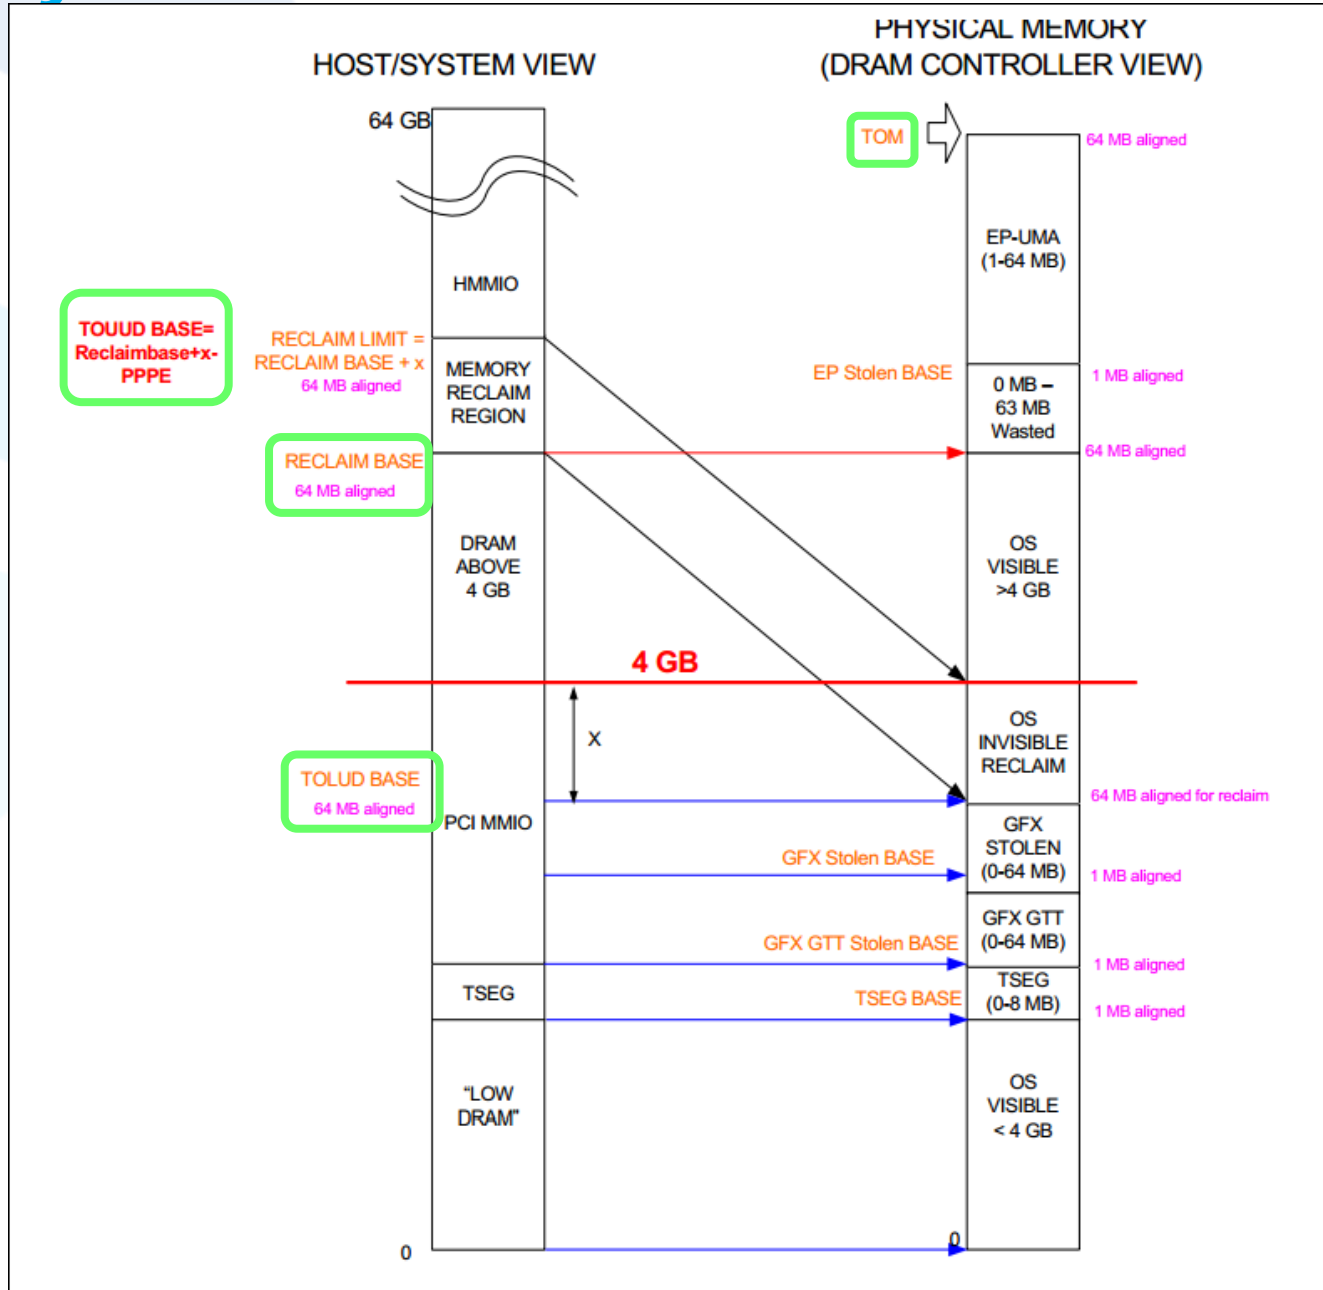 PHYSICAL MEMORY
HOST/SYSTEM VIEW
(DRAM CONTROLLER VIEW)
64 GB
TOM
64 MB aligned
EP-UMA
(1-64 MB)
HMMIO
TOUUD BASE=
Reclaimbase+x-
PPPE
RECLAIM LIMIT =
RECLAIM BASE + x
64 MB aligned
MEMORY
RECLAIM
REGION
EP Stolen BASE
1 MB aligned
0 MB –
63 MB
Wasted
RECLAIM BASE
64 MB aligned
64 MB aligned
DRAM
ABOVE
4 GB
OS
VISIBLE
>4 GB
4 GB
X
OS
INVISIBLE
RECLAIM
TOLUD BASE
64 MB aligned
64 MB aligned for reclaim
PCI MMIO
GFX
STOLEN
(0-64 MB)
GFX Stolen BASE
1 MB aligned
GFX GTT
(0-64 MB)
GFX GTT Stolen BASE
1 MB aligned
TSEG
TSEG
(0-8 MB)
TSEG BASE
1 MB aligned
“LOW
DRAM”
OS
VISIBLE
< 4 GB
0
0